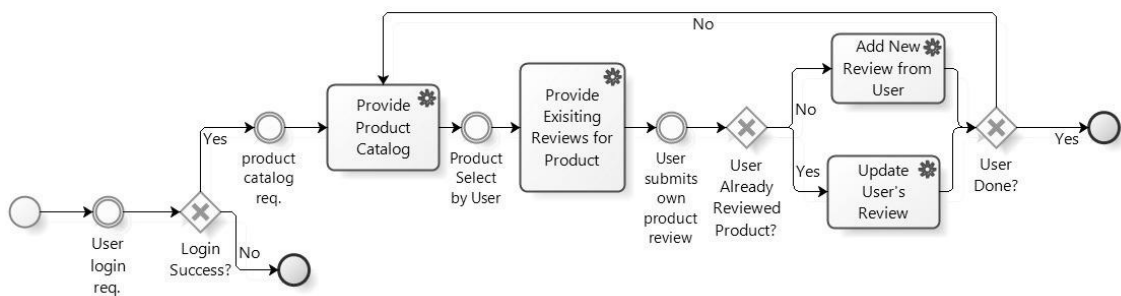 User
login
req.
Login
Success?
Yes
No
product
catalog
req.
Provide
Product
Catalog
Product
Select
by User
Provide
Exisiting
Reviews for
Product
User
submits
own
product
review
User
Already
Reviewed
Product?
No
Yes
Add New
Review from
User
Update
User's
Review
No
User
Done?
Yes